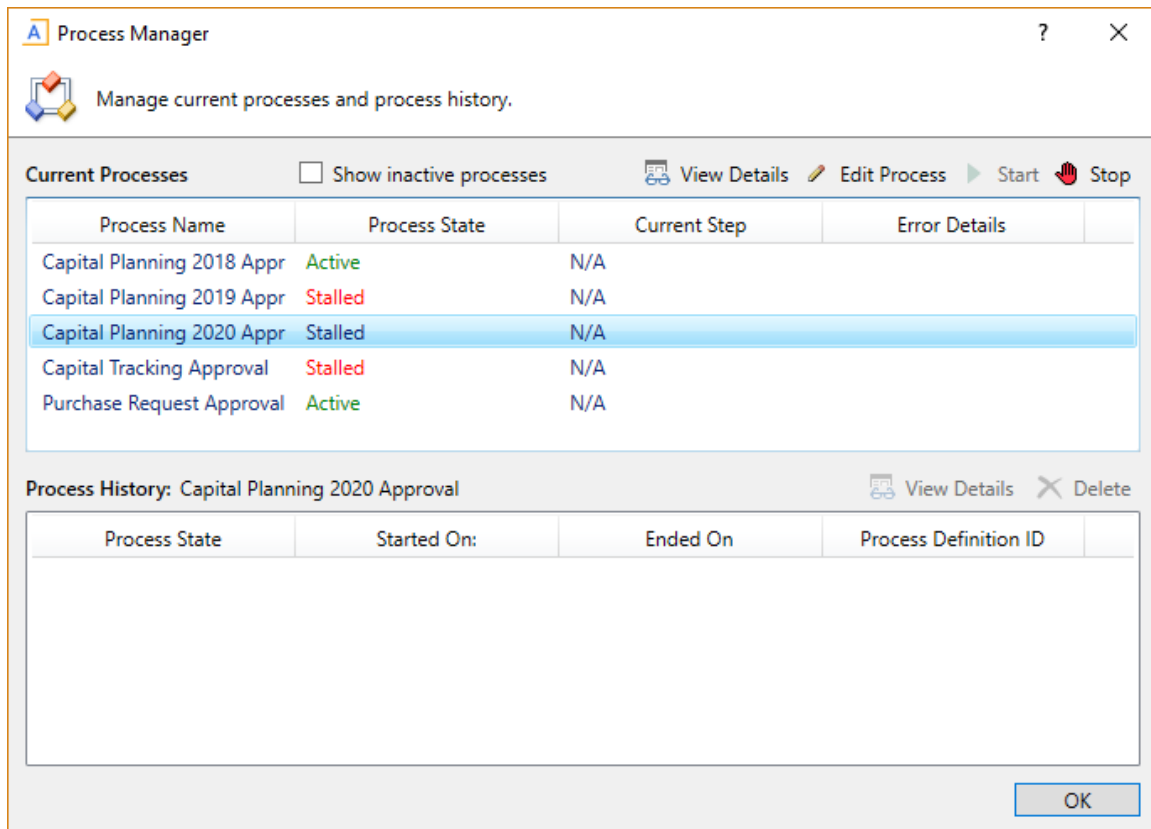 A Process Manager ?
Manage current processes and process history.
Current Processes Show inactive processes View Details Edit Process Start Stop
Process Name Process State Current Step Error Details
Capital Planning 2018 Appr Active N/A
Capital Planning 2019 Appr Stalled N/A
Capital Planning 2020 Appr Stalled N/A
Capital Tracking Approval Stalled N/A
Purchase Request Approval Active N/A
Process History: Capital Planning 2020 Approval View Details Delete
Process State Started On: Ended On Process Definition ID
OK